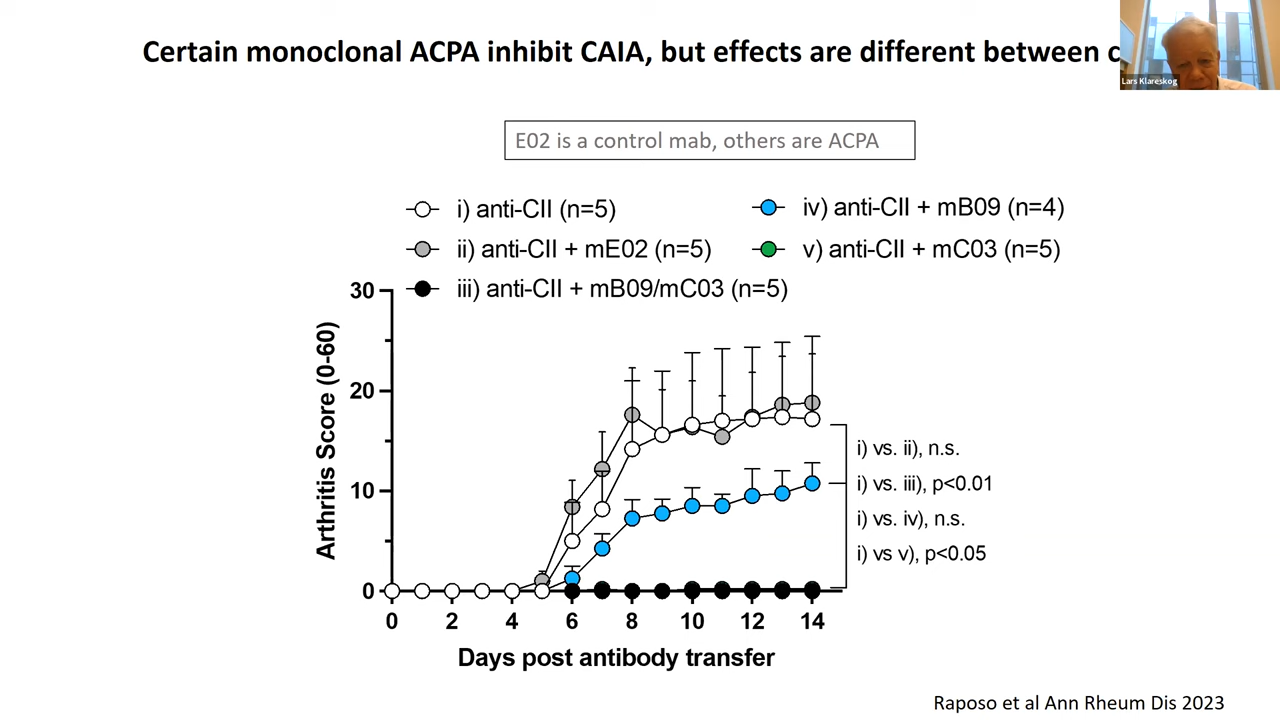 Certain monoclonal ACPA inhibit CAIA, but effects are different between c
Lars Klareskog
E02 is a control mab, others are ACPA
i) anti-CII (n=5)
iv) anti-CII + mB09 (n=4)
ii) anti-CII + mE02 (n=5)
v) anti-CII + mC03 (n=5)
iii) anti-CII + mB09/mC03 (n=5)
Arthritis Score (0-60)
30
20
10
0
i) vs. ii), n.s.
i) vs. iii), p<0.01
i) vs. iv), n.s.
i) vs v), p<0.05
0 2 4 6 8 10 12 14
Days post antibody transfer
Raposo et al Ann Rheum Dis 2023